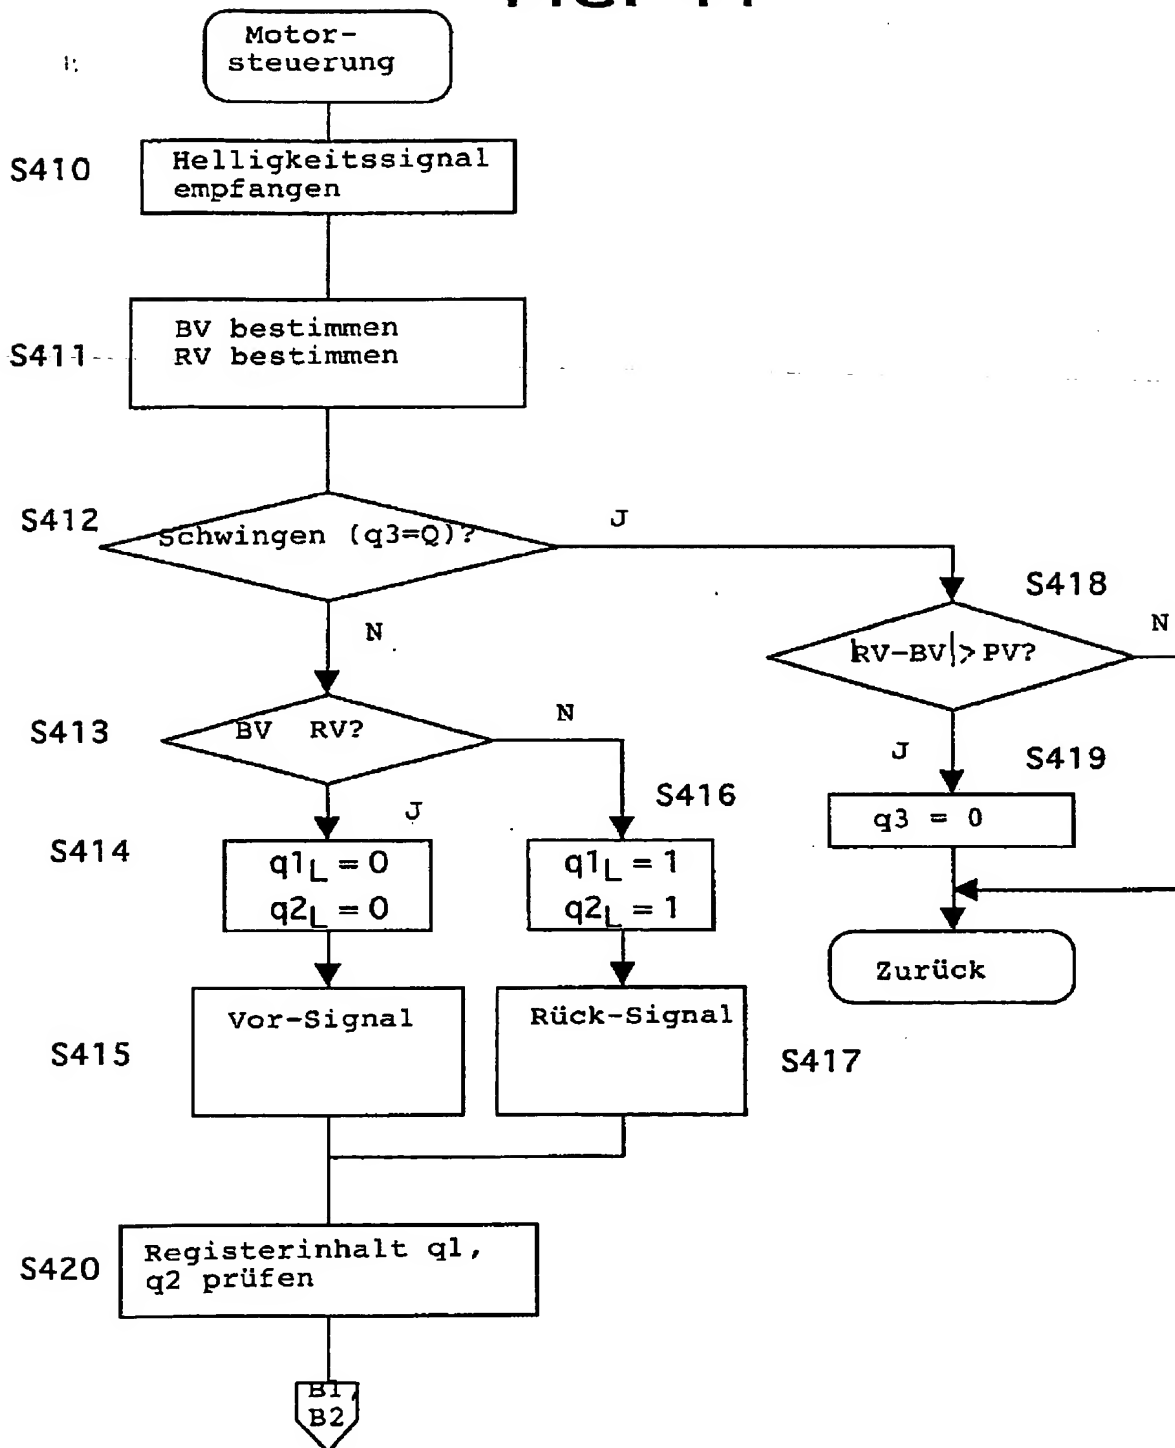 Motor-
steuerung
S410
Helligkeitssignal
empfangen
S411
BV bestimmen
RV bestimmen
S412
Schwingen (q3=Q)?
J
N
S418
|RV-BV|> PV?
N
S413
BV RV?
N
J
J
S419
q3 = 0
S414
q1L = 0
q2L = 0
S416
q1L = 1
q2L = 1
Zurück
S415
Vor-Signal
Rück-Signal
S417
S420
Registerinhalt q1,
q2 prüfen
B1,
B2